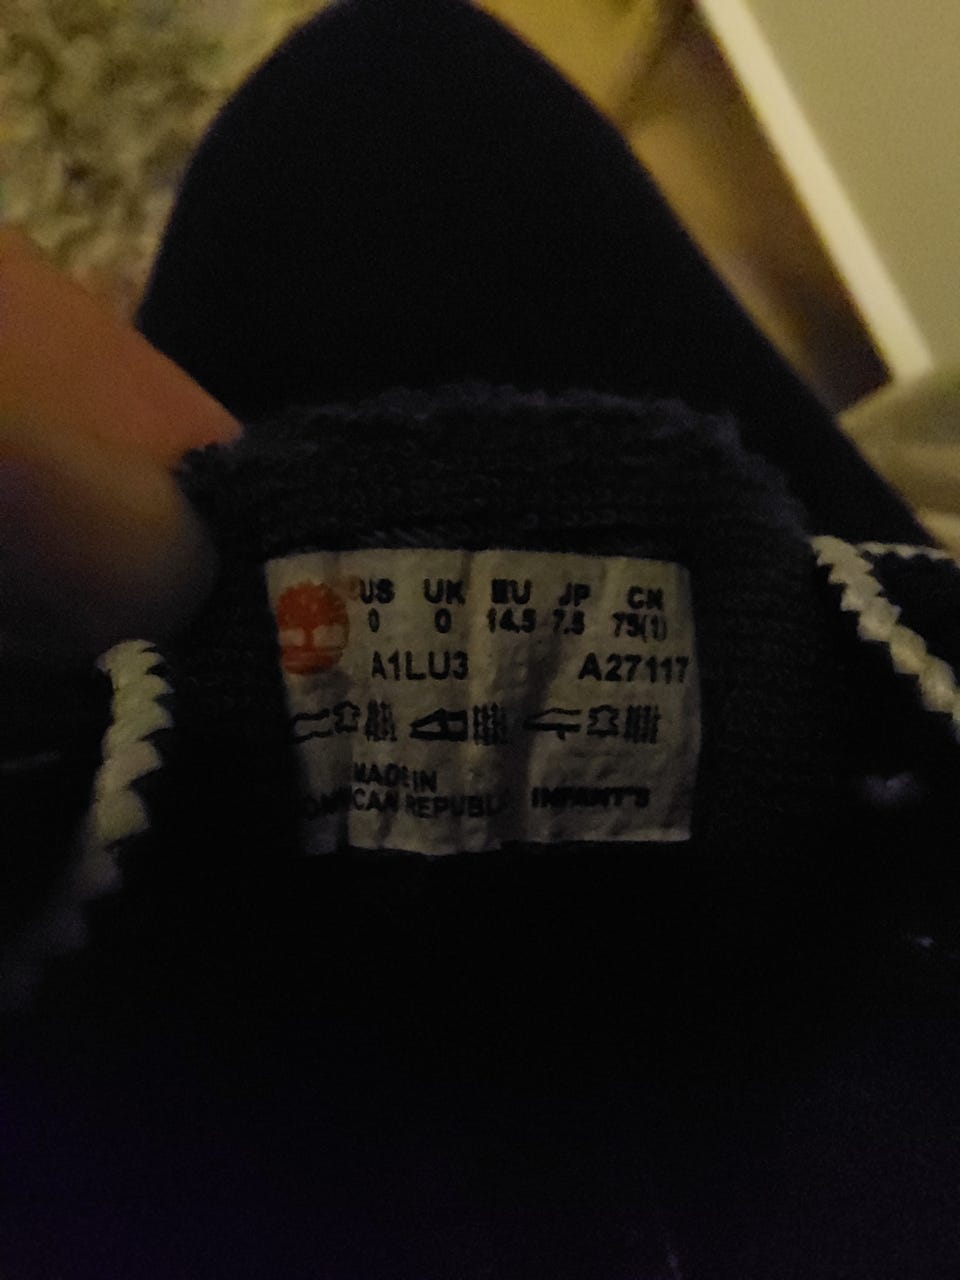 US UK EU JP CN
0 0 14.5 7.5 75(1)
A1LU3 A27117
MADE IN
REPUBL INFANT'S